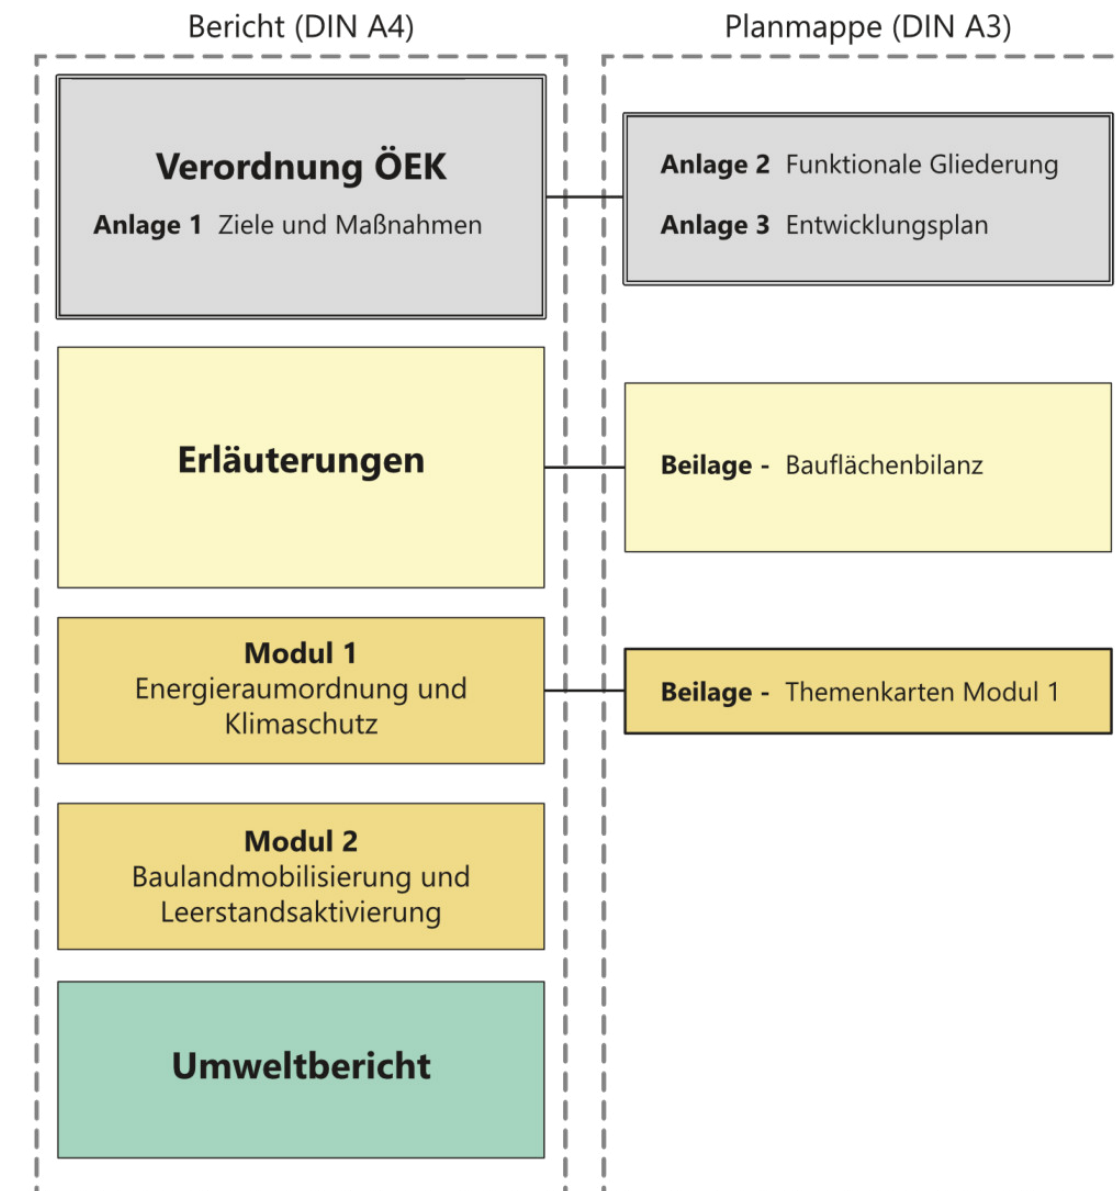 Bericht (DIN A4)
Verordnung ÖEK
Anlage 1 Ziele und Maßnahmen
Erläuterungen
Modul 1
Energieraumordnung und
Klimaschutz
Modul 2
Baulandmobilisierung und
Leerstandsaktivierung
Umweltbericht
Planmappe (DIN A3)
Anlage 2 Funktionale Gliederung
Anlage 3 Entwicklungsplan
Beilage - Bauflächenbilanz
Beilage - Themenkarten Modul 1